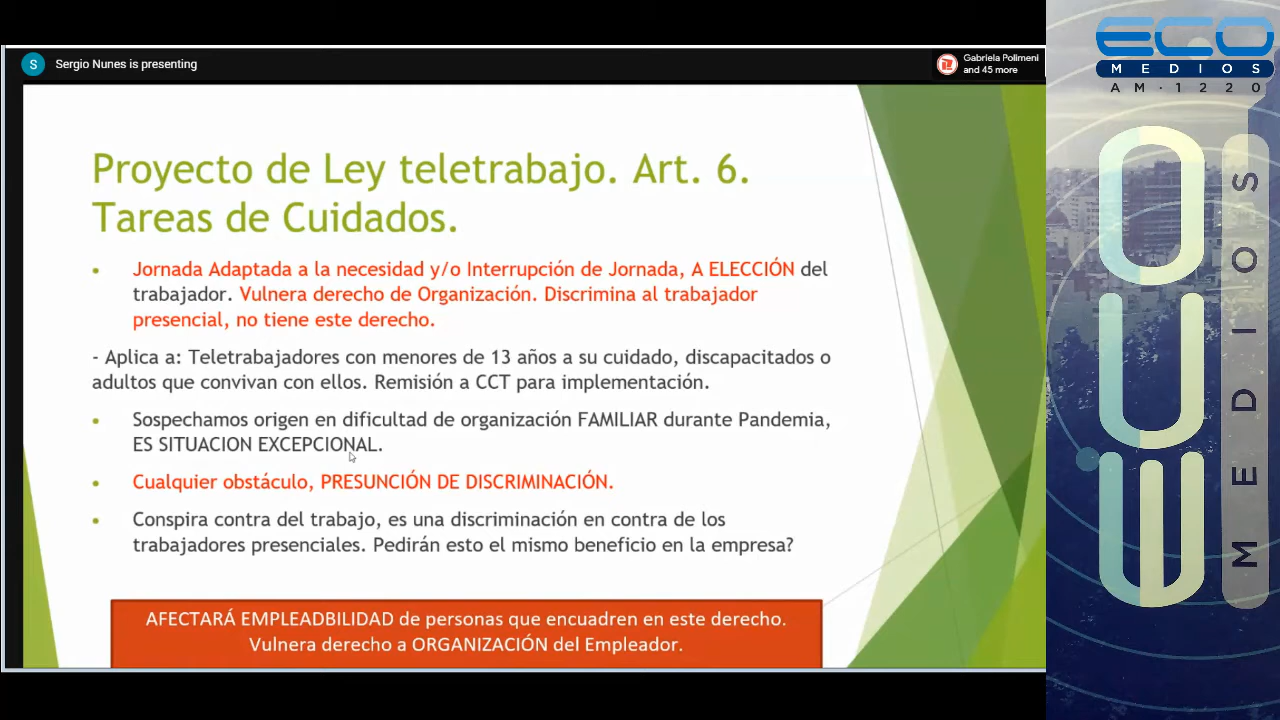 S
Sergio Nunes is presenting
Gabriela Polimeni
and 45 more
Proyecto de Ley teletrabajo. Art. 6.
Tareas de Cuidados.
• Jornada Adaptada a la necesidad y/o Interrupción de Jornada, A ELECCIÓN del
trabajador. Vulnera derecho de Organización. Discrimina al trabajador
presencial, no tiene este derecho.
- Aplica a: Teletrabajadores con menores de 13 años a su cuidado, discapacitados o
adultos que convivan con ellos. Remisión a CCT para implementación.
• Sospechamos origen en dificultad de organización FAMILIAR durante Pandemia,
ES SITUACION EXCEPCIONAL.
• Cualquier obstáculo, PRESUNCIÓN DE DISCRIMINACIÓN.
• Conspira contra del trabajo, es una discriminación en contra de los
trabajadores presenciales. Pedirán esto el mismo beneficio en la empresa?
AFECTARÁ EMPLEADBILIDAD de personas que encuadren en este derecho.
Vulnera derecho a ORGANIZACIÓN del Empleador.
ECO
MEDIOS
AM·1220
ECO
MEDIOS